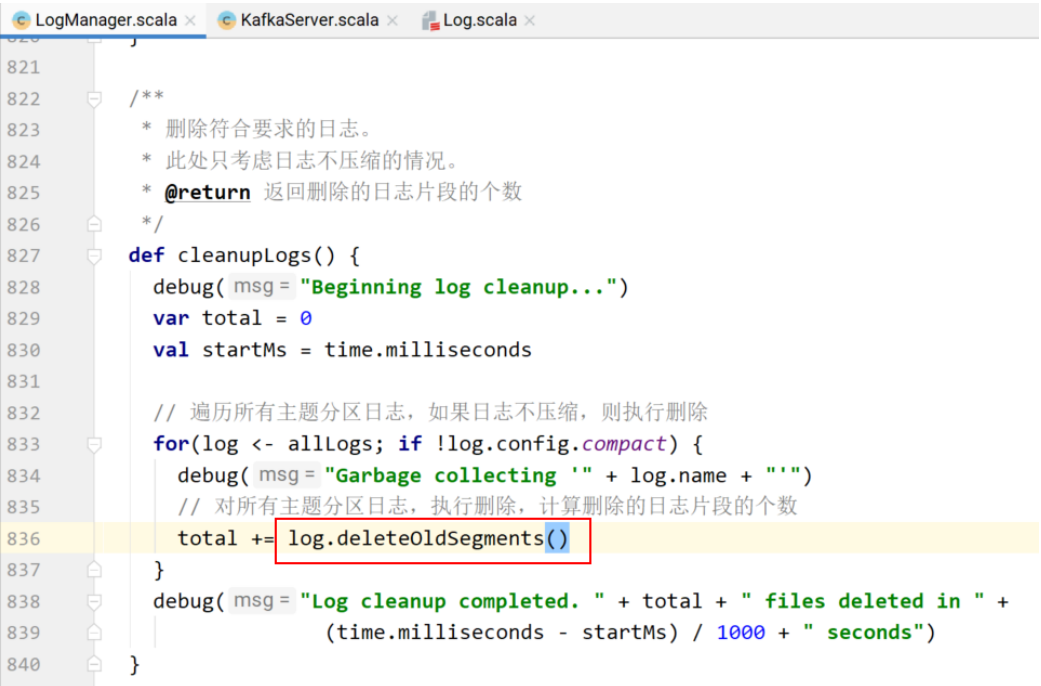 LogManager.scala × KafkaServer.scala × Log.scala ×
821
822 /**
823 * 删除符合要求的日志。
824 * 此处只考虑日志不压缩的情况。
825 * @return 返回删除的日志片段的个数
826 */
827 def cleanupLogs() {
828 debug( msg = "Beginning log cleanup...")
829 var total = 0
830 val startMs = time.milliseconds
831
832 // 遍历所有主题分区日志，如果日志不压缩，则执行删除
833 for(log <- allLogs; if !log.config.compact) {
834 debug( msg = "Garbage collecting '" + log.name + "'")
835 // 对所有主题分区日志，执行删除，计算删除的日志片段的个数
836 total += log.deleteOldSegments()
837 }
838 debug( msg = "Log cleanup completed. " + total + " files deleted in " +
839 (time.milliseconds - startMs) / 1000 + " seconds")
840 }